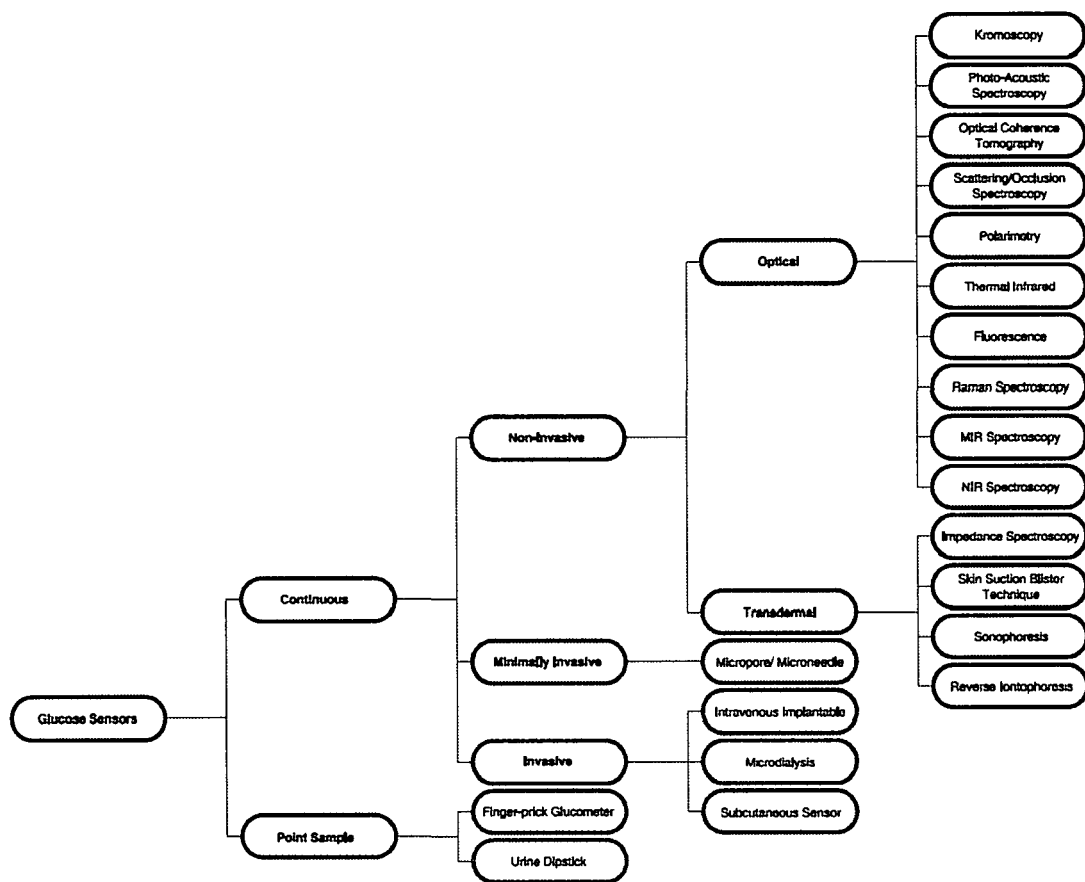 Kromoscopy
Photo-Acoustic
Spectroscopy
Optical Coherence
Tomography
Scattering/Occlusion
Spectroscopy
Polarimetry
Optical
Thermal Infrared
Fluorescence
Raman Spectroscopy
Non-Invasive
MIR Spectroscopy
NIR Spectroscopy
Impedance Spectroscopy
Continuous
Skin Suction Blister
Technique
Transdermal
Sonophoresis
Minimally Invasive
Micropore/ Microneedle
Reverse Iontophoresis
Glucose Sensors
Intravenous Implantable
Invasive
Microdialysis
Finger-prick Glucometer
Subcutaneous Sensor
Point Sample
Urine Dipstick